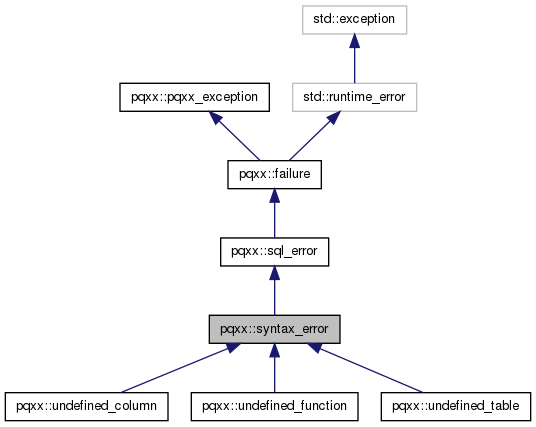 std::exception
pqxx::pqxx_exception
std::runtime_error
pqxx::failure
pqxx::sql_error
pqxx::syntax_error
pqxx::undefined_column
pqxx::undefined_function
pqxx::undefined_table